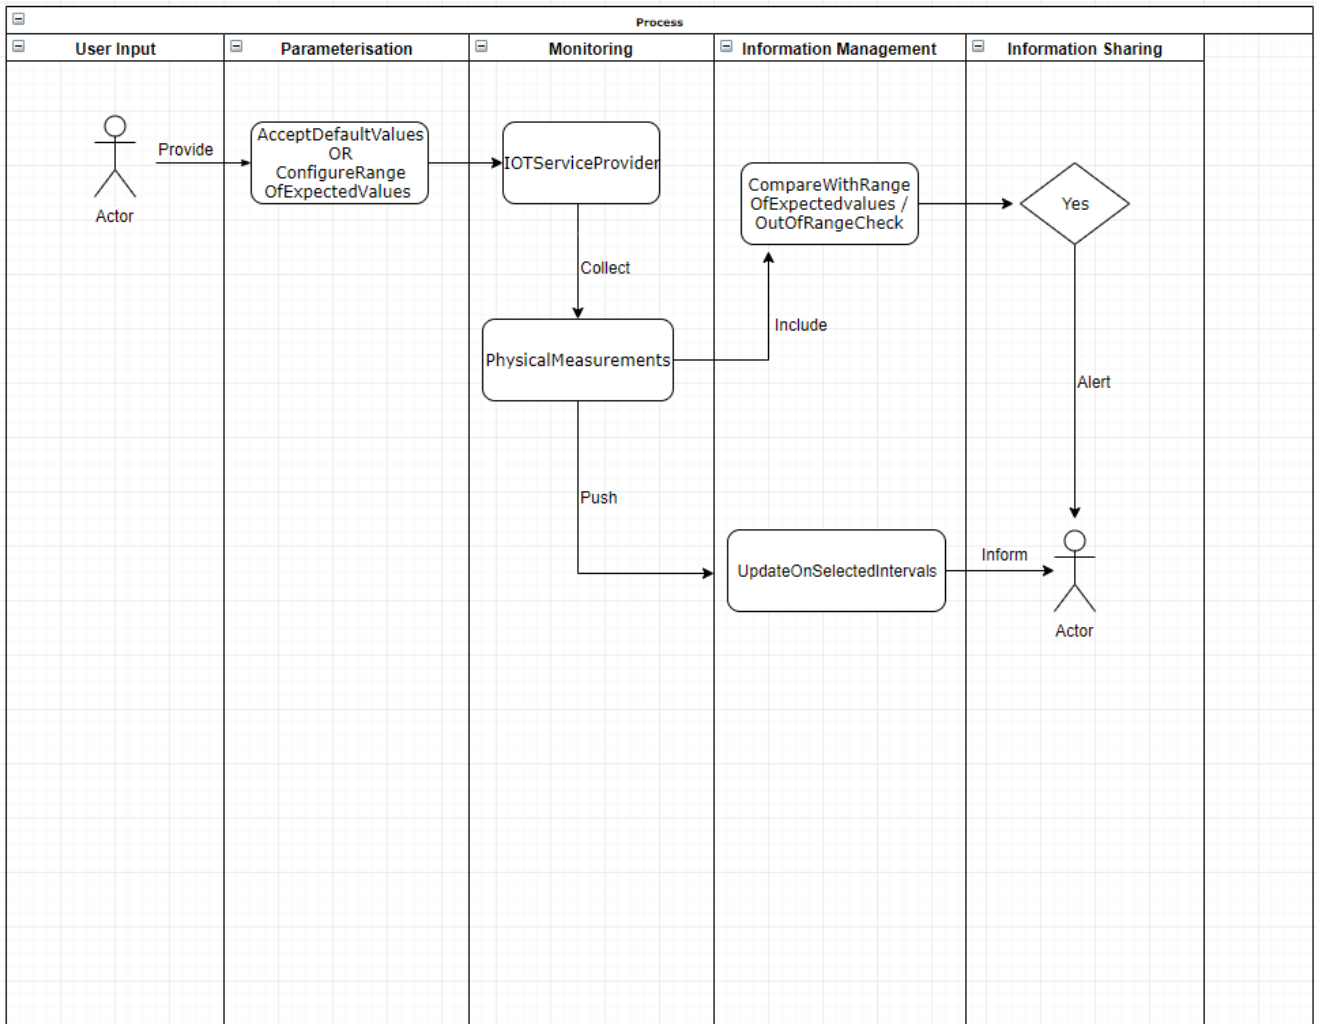 Process
User Input
Parameterisation
Monitoring
Information Management
Information Sharing
Provide
Actor
AcceptDefaultValues
OR
ConfigureRange
OfExpectedValues
IOTServiceProvider
CompareWithRange
OfExpectedvalues /
OutOfRangeCheck
Yes
Collect
Include
PhysicalMeasurements
Alert
Push
UpdateOnSelectedIntervals
Inform
Actor